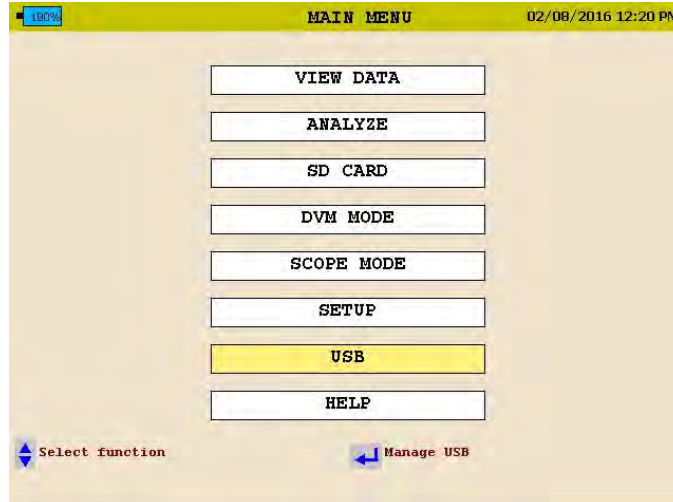 100% MAIN MENU 02/08/2016 12:20 PM
VIEW DATA
ANALYZE
SD CARD
DVM MODE
SCOPE MODE
SETUP
USB
HELP
Select function Manage USB